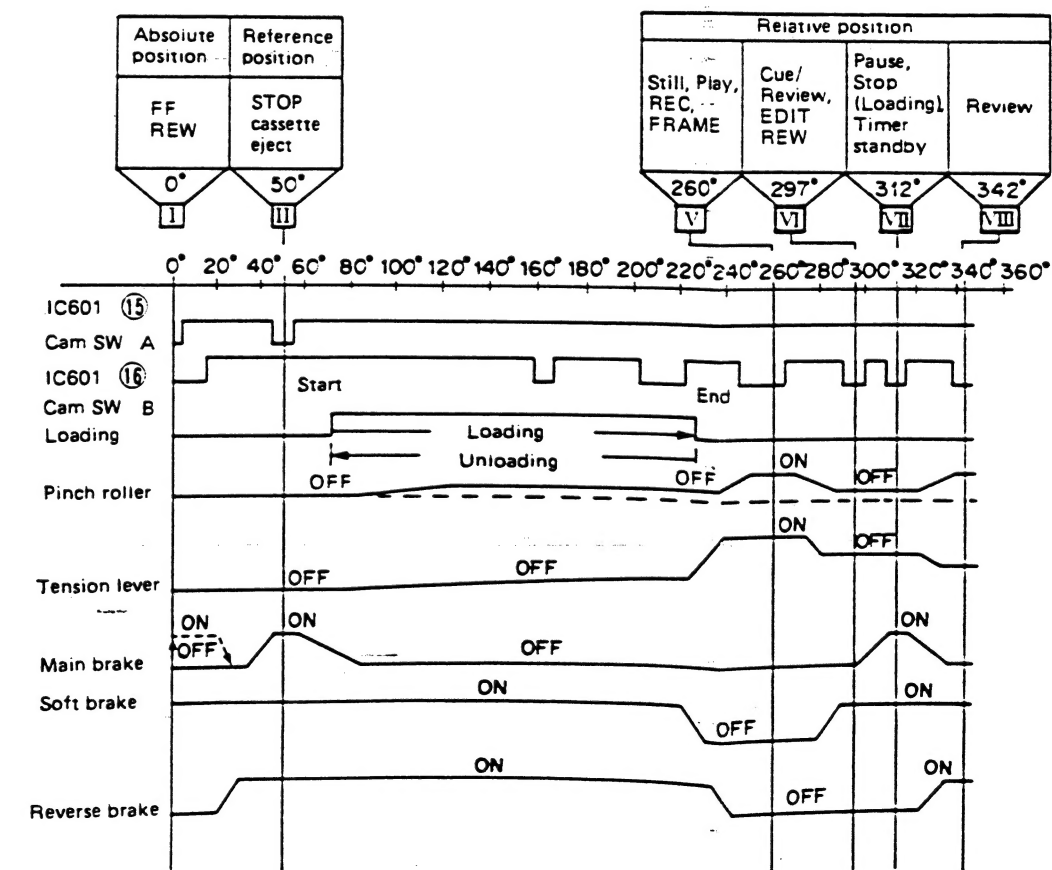 Absoiute position
Reference position
FF REW
STOP cassette eject
0°
50°
I
II
Relative position
Still, Play, REC, FRAME
Cue/ Review, EDIT REW
Pause, Stop (Loading), Timer standby
Review
260°
297°
312°
342°
V
VI
VII
VIII
0° 20° 40° 60° 80° 100° 120° 140° 160° 180° 200° 220° 240° 260° 280° 300° 320° 340° 360°
IC601 15
Cam SW A
IC601 16
Start
End
Cam SW B
Loading
Loading
Unloading
OFF
OFF
ON
OFF
Pinch roller
ON
OFF
OFF
OFF
Tension lever
ON
OFF
ON
OFF
ON
Main brake
ON
OFF
ON
Soft brake
ON
OFF
ON
Reverse brake